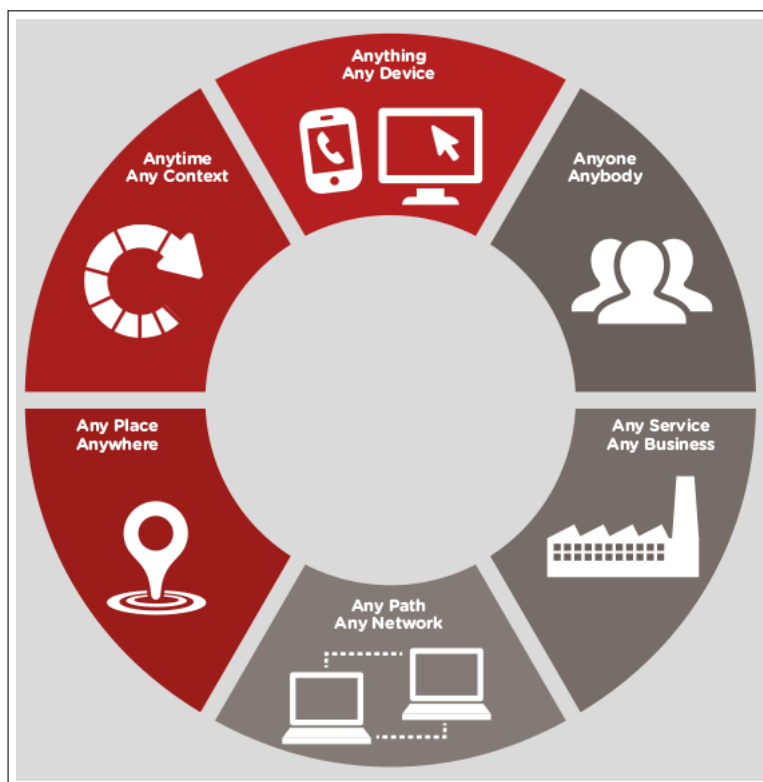 Anything
Any Device
Anyone
Anybody
Any Service
Any Business
Any Path
Any Network
Any Place
Anywhere
Anytime
Any Context